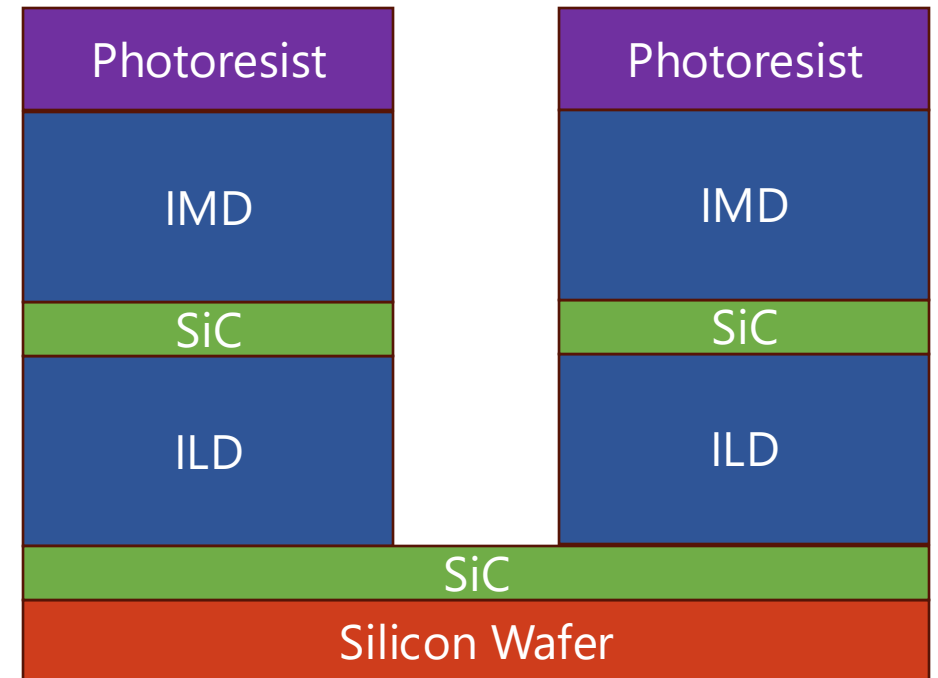 Photoresist
Photoresist
IMD
IMD
SiC
SiC
ILD
ILD
SiC
Silicon Wafer